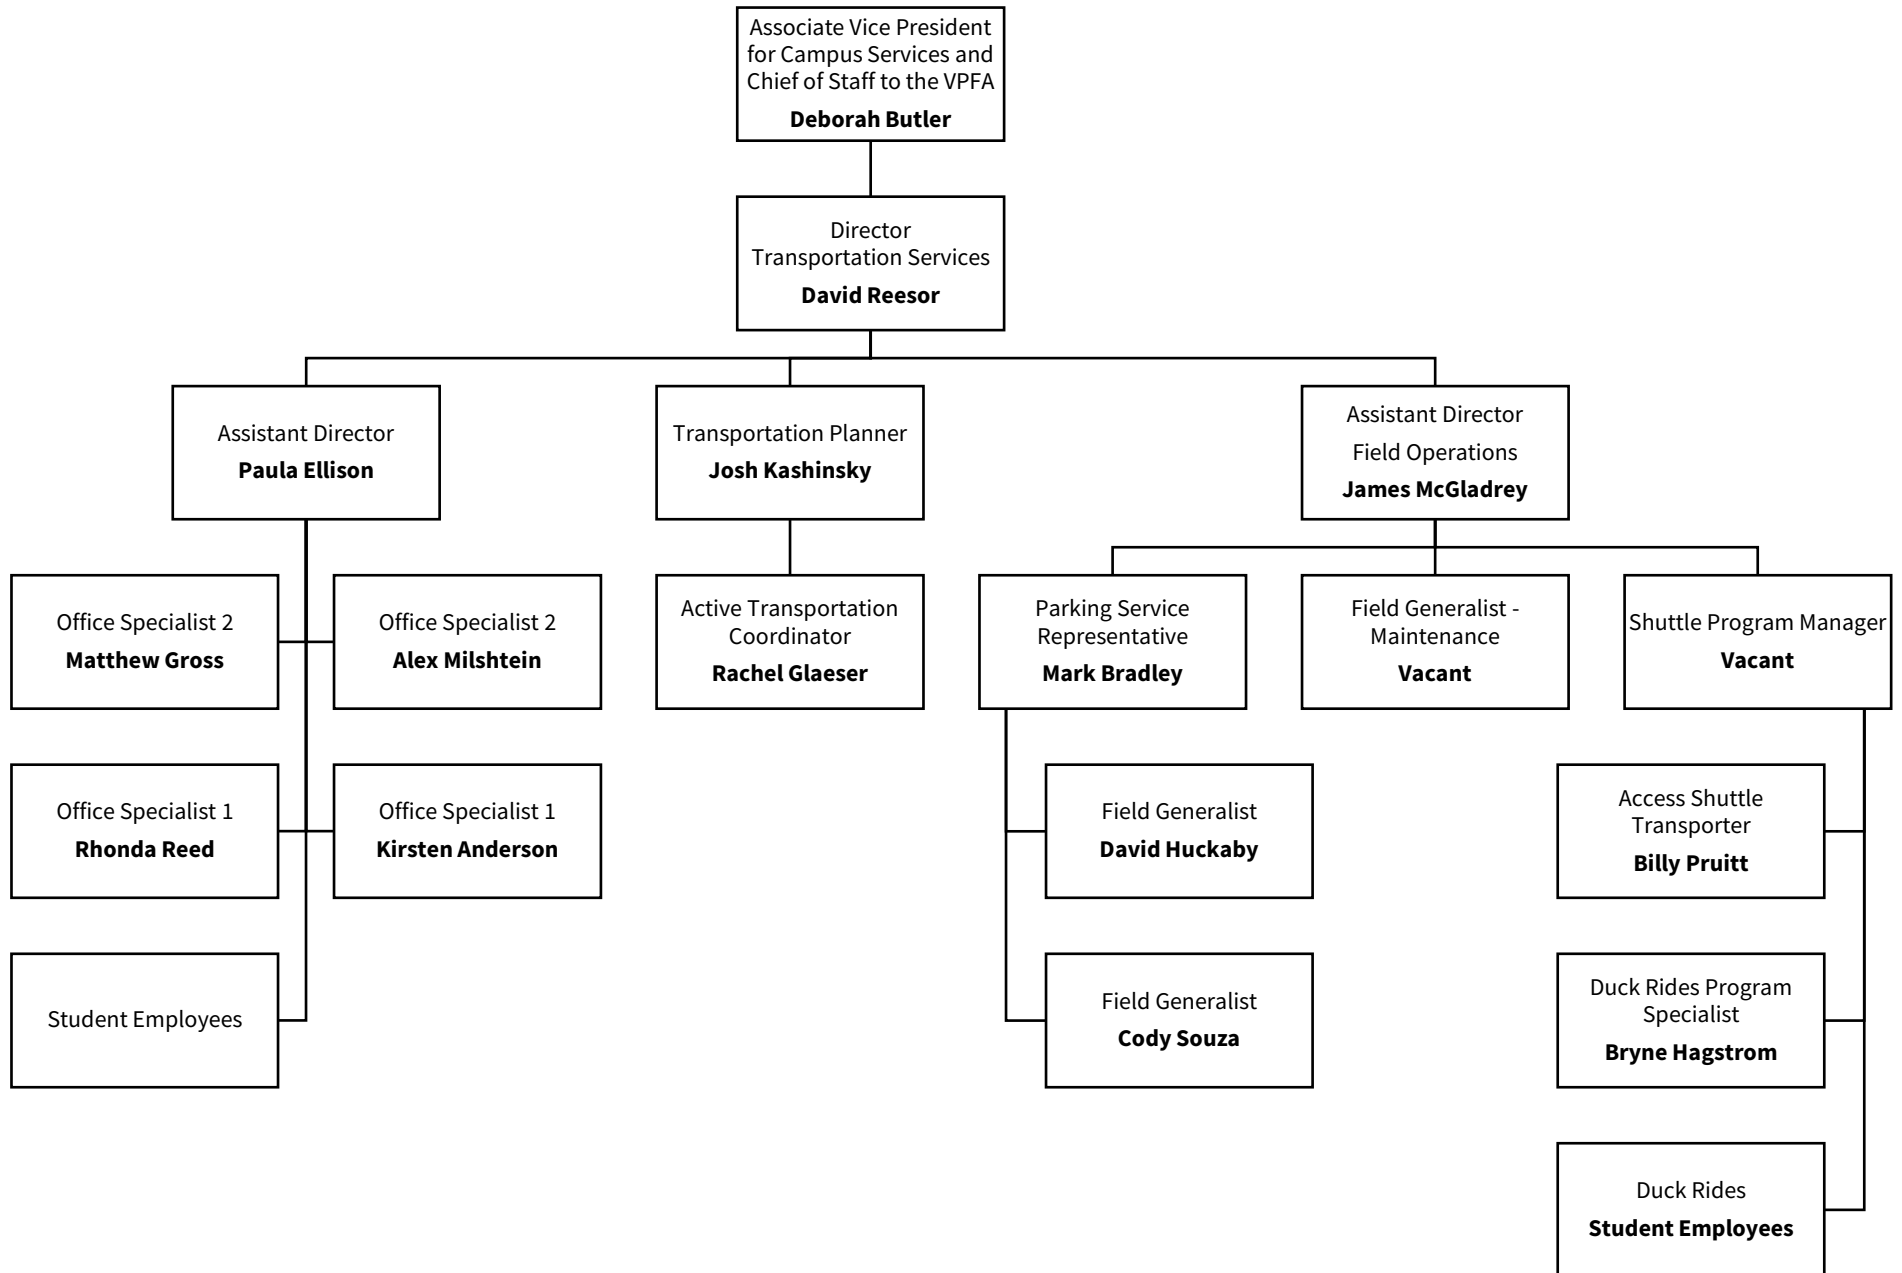 Associate Vice President
for Campus Services and
Chief of Staff to the VPFA
Deborah Butler
Director
Transportation Services
David Reesor
Assistant Director
Paula Ellison
Transportation Planner
Josh Kashinsky
Assistant Director
Field Operations
James McGladrey
Office Specialist 2
Matthew Gross
Office Specialist 2
Alex Milshtein
Active Transportation
Coordinator
Rachel Glaeser
Parking Service
Representative
Mark Bradley
Field Generalist -
Maintenance
Vacant
Shuttle Program Manager
Vacant
Office Specialist 1
Rhonda Reed
Office Specialist 1
Kirsten Anderson
Field Generalist
David Huckaby
Access Shuttle
Transporter
Billy Pruitt
Student Employees
Field Generalist
Cody Souza
Duck Rides Program
Specialist
Bryne Hagstrom
Duck Rides
Student Employees